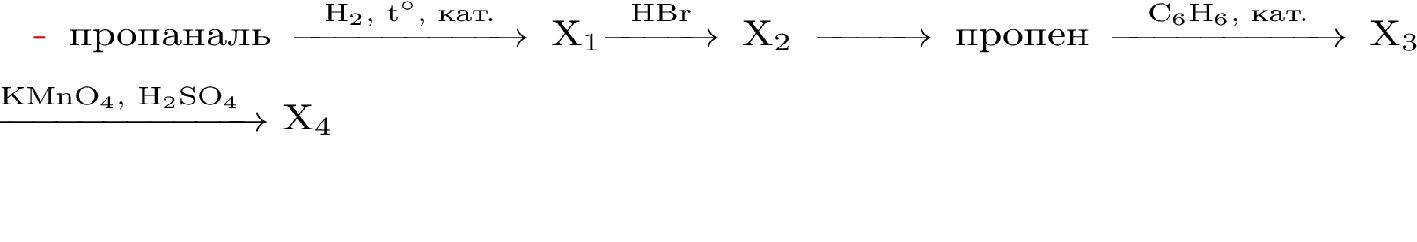 - пропаналь H₂, t°, кат. → X₁ HBr → X₂ → пропен C₆H₆, кат. → X₃
KMnO₄, H₂SO₄ → X₄